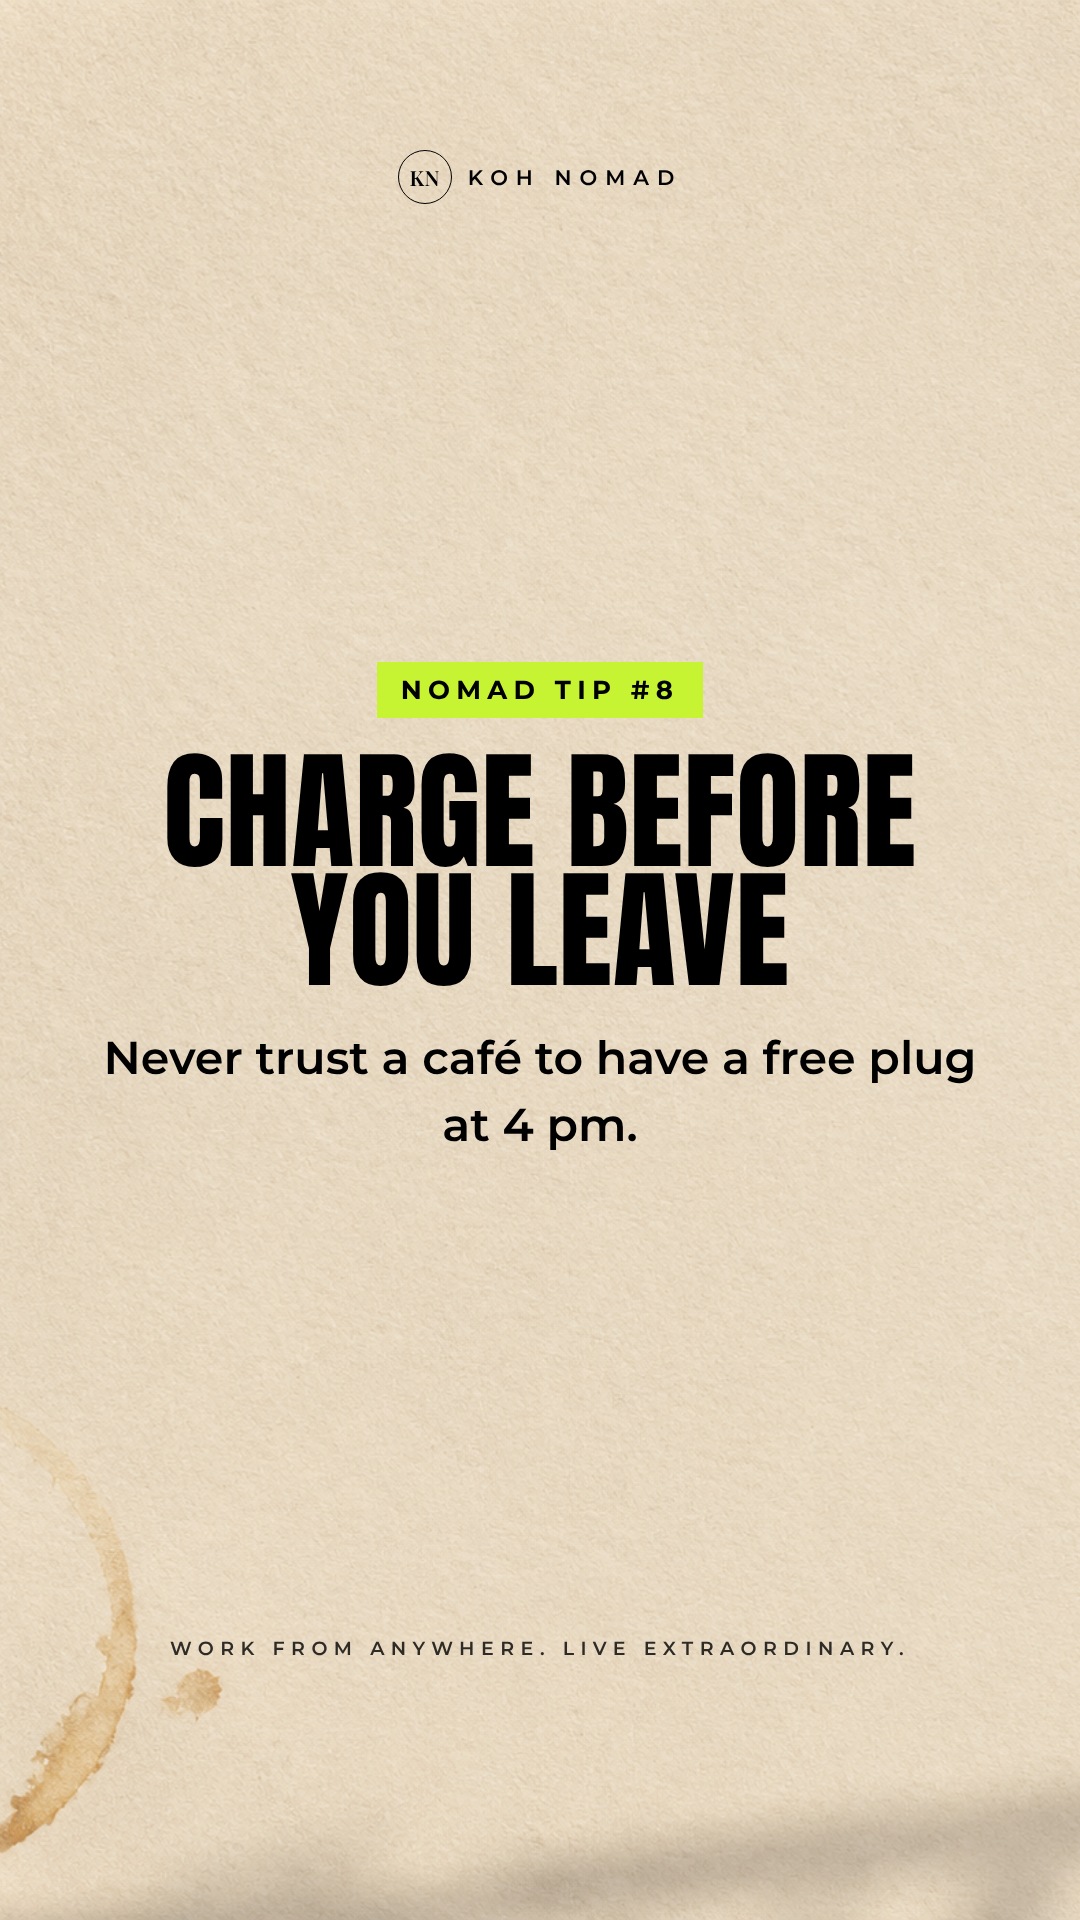 KN KOH NOMAD
NOMAD TIP #8
CHARGE BEFORE
YOU LEAVE
Never trust a café to have a free plug
at 4 pm.
WORK FROM ANYWHERE. LIVE EXTRAORDINARY.